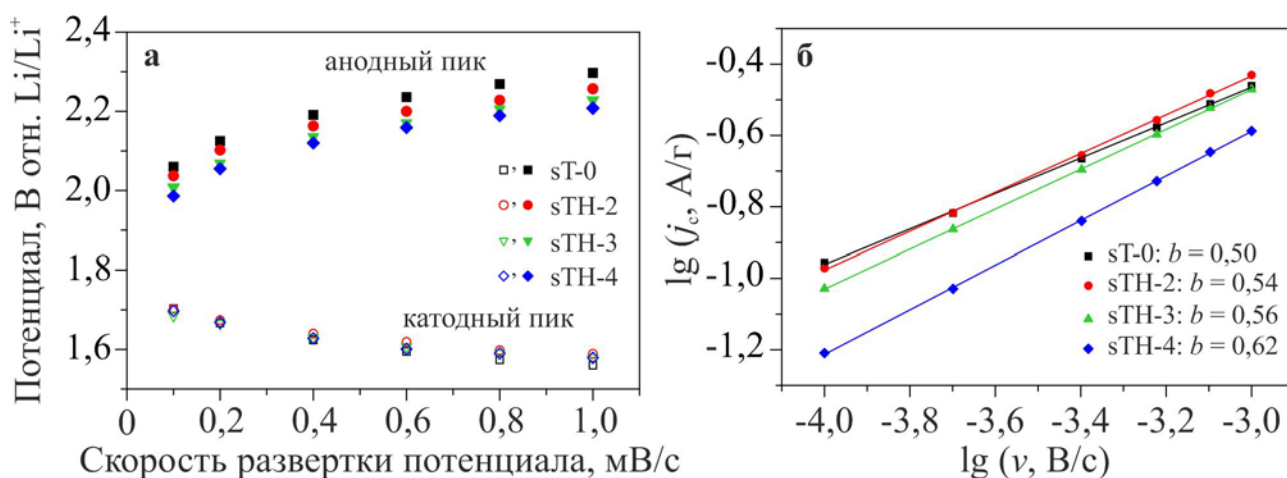 Потенциал, В отн. Li/Li⁺
2,4
2,2
2,0
1,8
1,6
а
анодный пик
sT-0
sTH-2
sTH-3
sTH-4
катодный пик
0 0,2 0,4 0,6 0,8 1,0
Скорость развертки потенциала, мВ/с
lg (j_c, А/г)
-0,4
-0,6
-0,8
-1,0
-1,2
б
sT-0: b = 0,50
sTH-2: b = 0,54
sTH-3: b = 0,56
sTH-4: b = 0,62
-4,0 -3,8 -3,6 -3,4 -3,2 -3,0
lg (v, В/с)